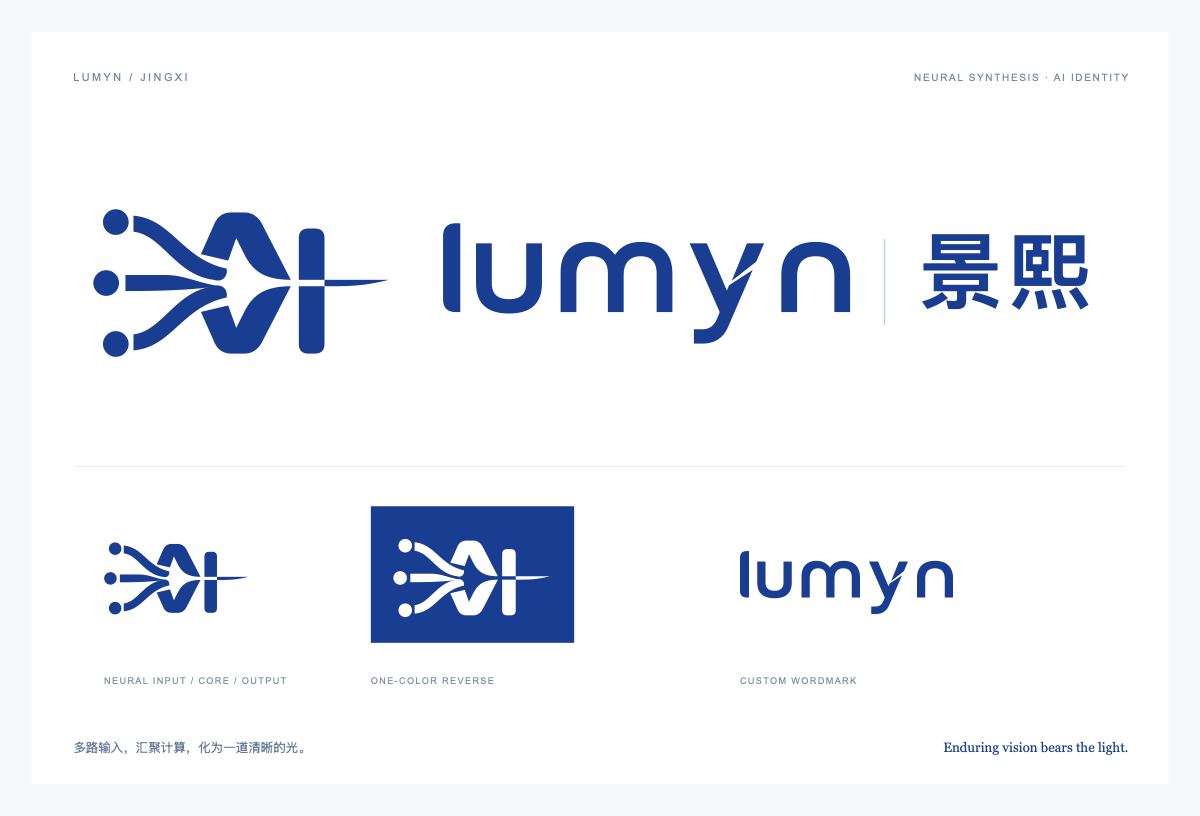 LUMYN / JINGXI
NEURAL SYNTHESIS · AI IDENTITY
lumyn 景熙
lumyn
NEURAL INPUT / CORE / OUTPUT
ONE-COLOR REVERSE
CUSTOM WORDMARK
多路输入，汇聚计算，化为一道清晰的光。
Enduring vision bears the light.